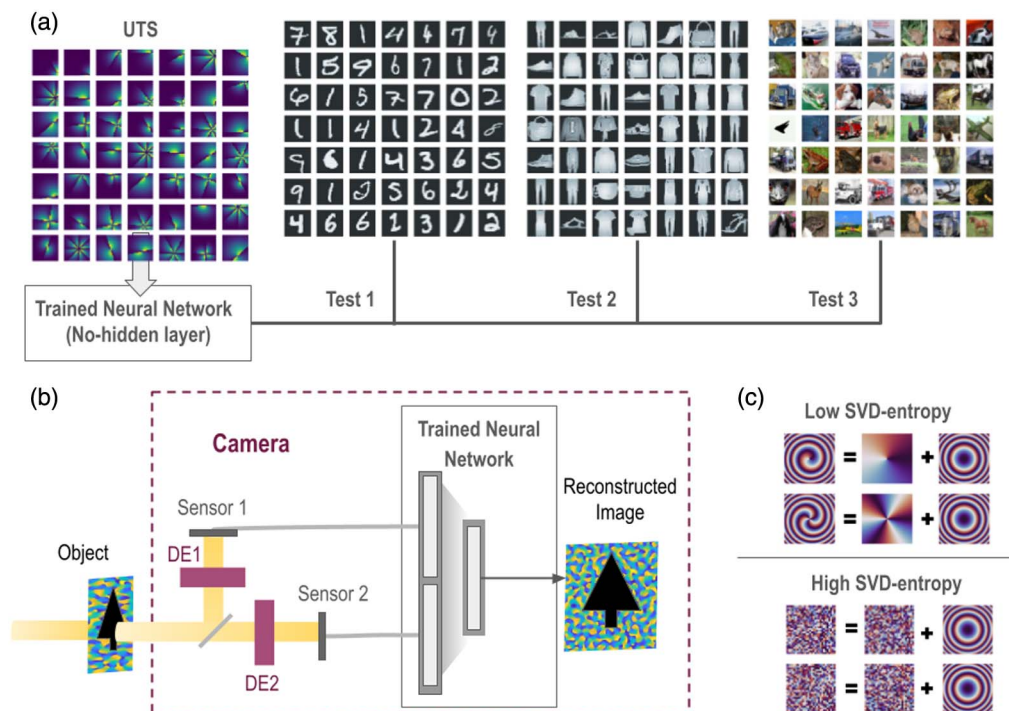 (a)
UTS
Trained Neural Network
(No-hidden layer)
Test 1
Test 2
Test 3
(b)
Camera
Trained Neural
Network
Sensor 1
Object
DE1
Sensor 2
DE2
Reconstructed
Image
(c)
Low SVD-entropy
= +
= +
High SVD-entropy
= +
= +